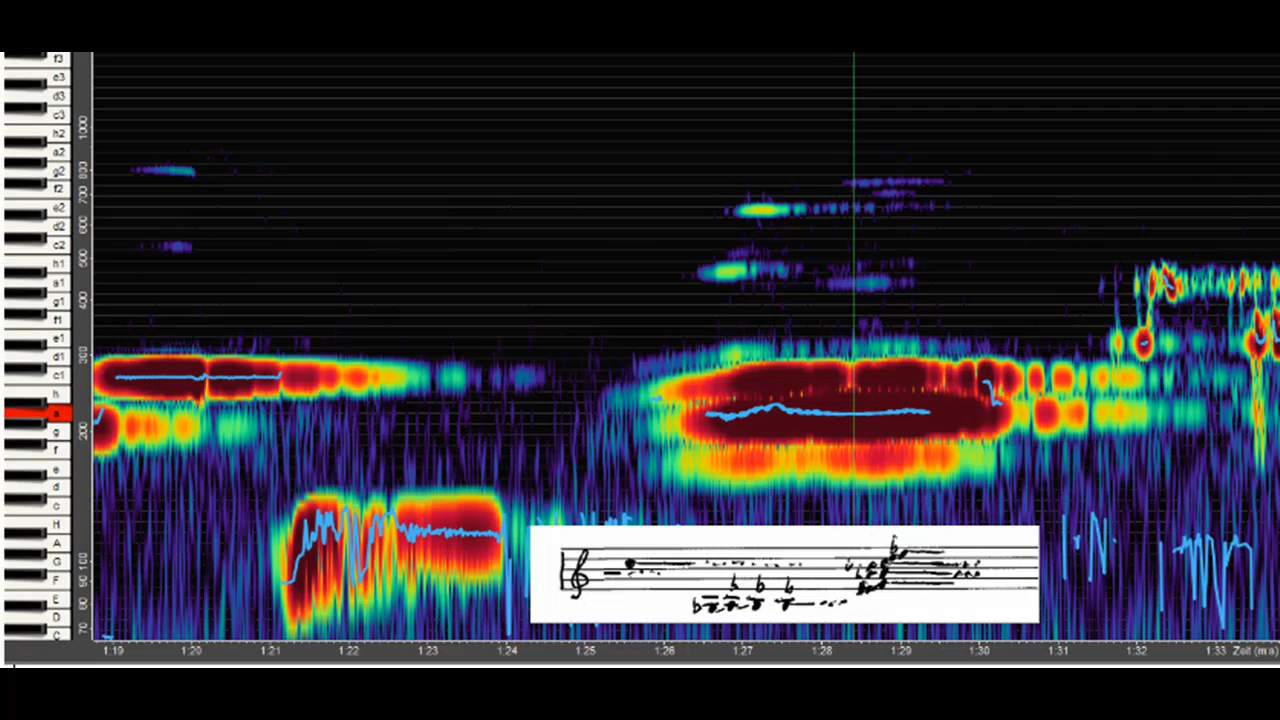 f3
e3
d3
c3
h2
a2
g2
f2
e2
d2
c2
h1
a1
g1
f1
e1
d1
c1
h
a
g
f
e
d
c
H
A
G
F
E
D
C
1000
800
700
600
500
400
300
200
100
90
80
70
1:19 1:20 1:21 1:22 1:23 1:24 1:25 1:26 1:27 1:28 1:29 1:30 1:31 1:32 1:33 Zeit (m:s)